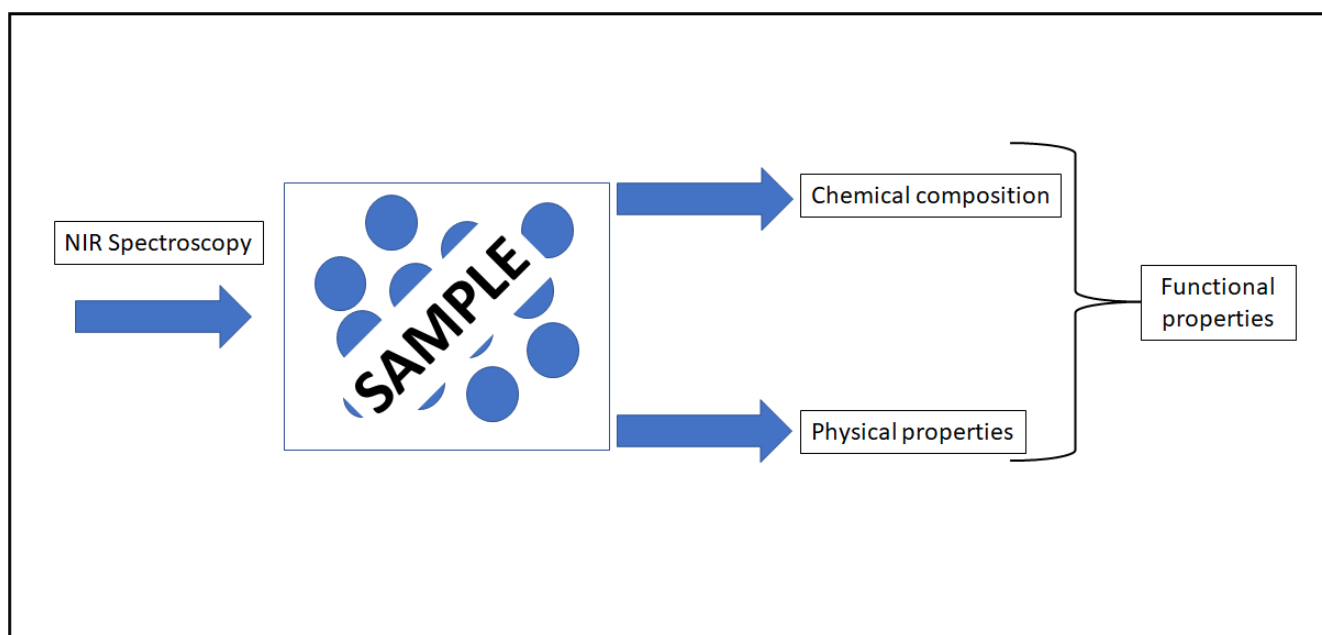 NIR Spectroscopy
SAMPLE
Chemical composition
Physical properties
Functional
properties